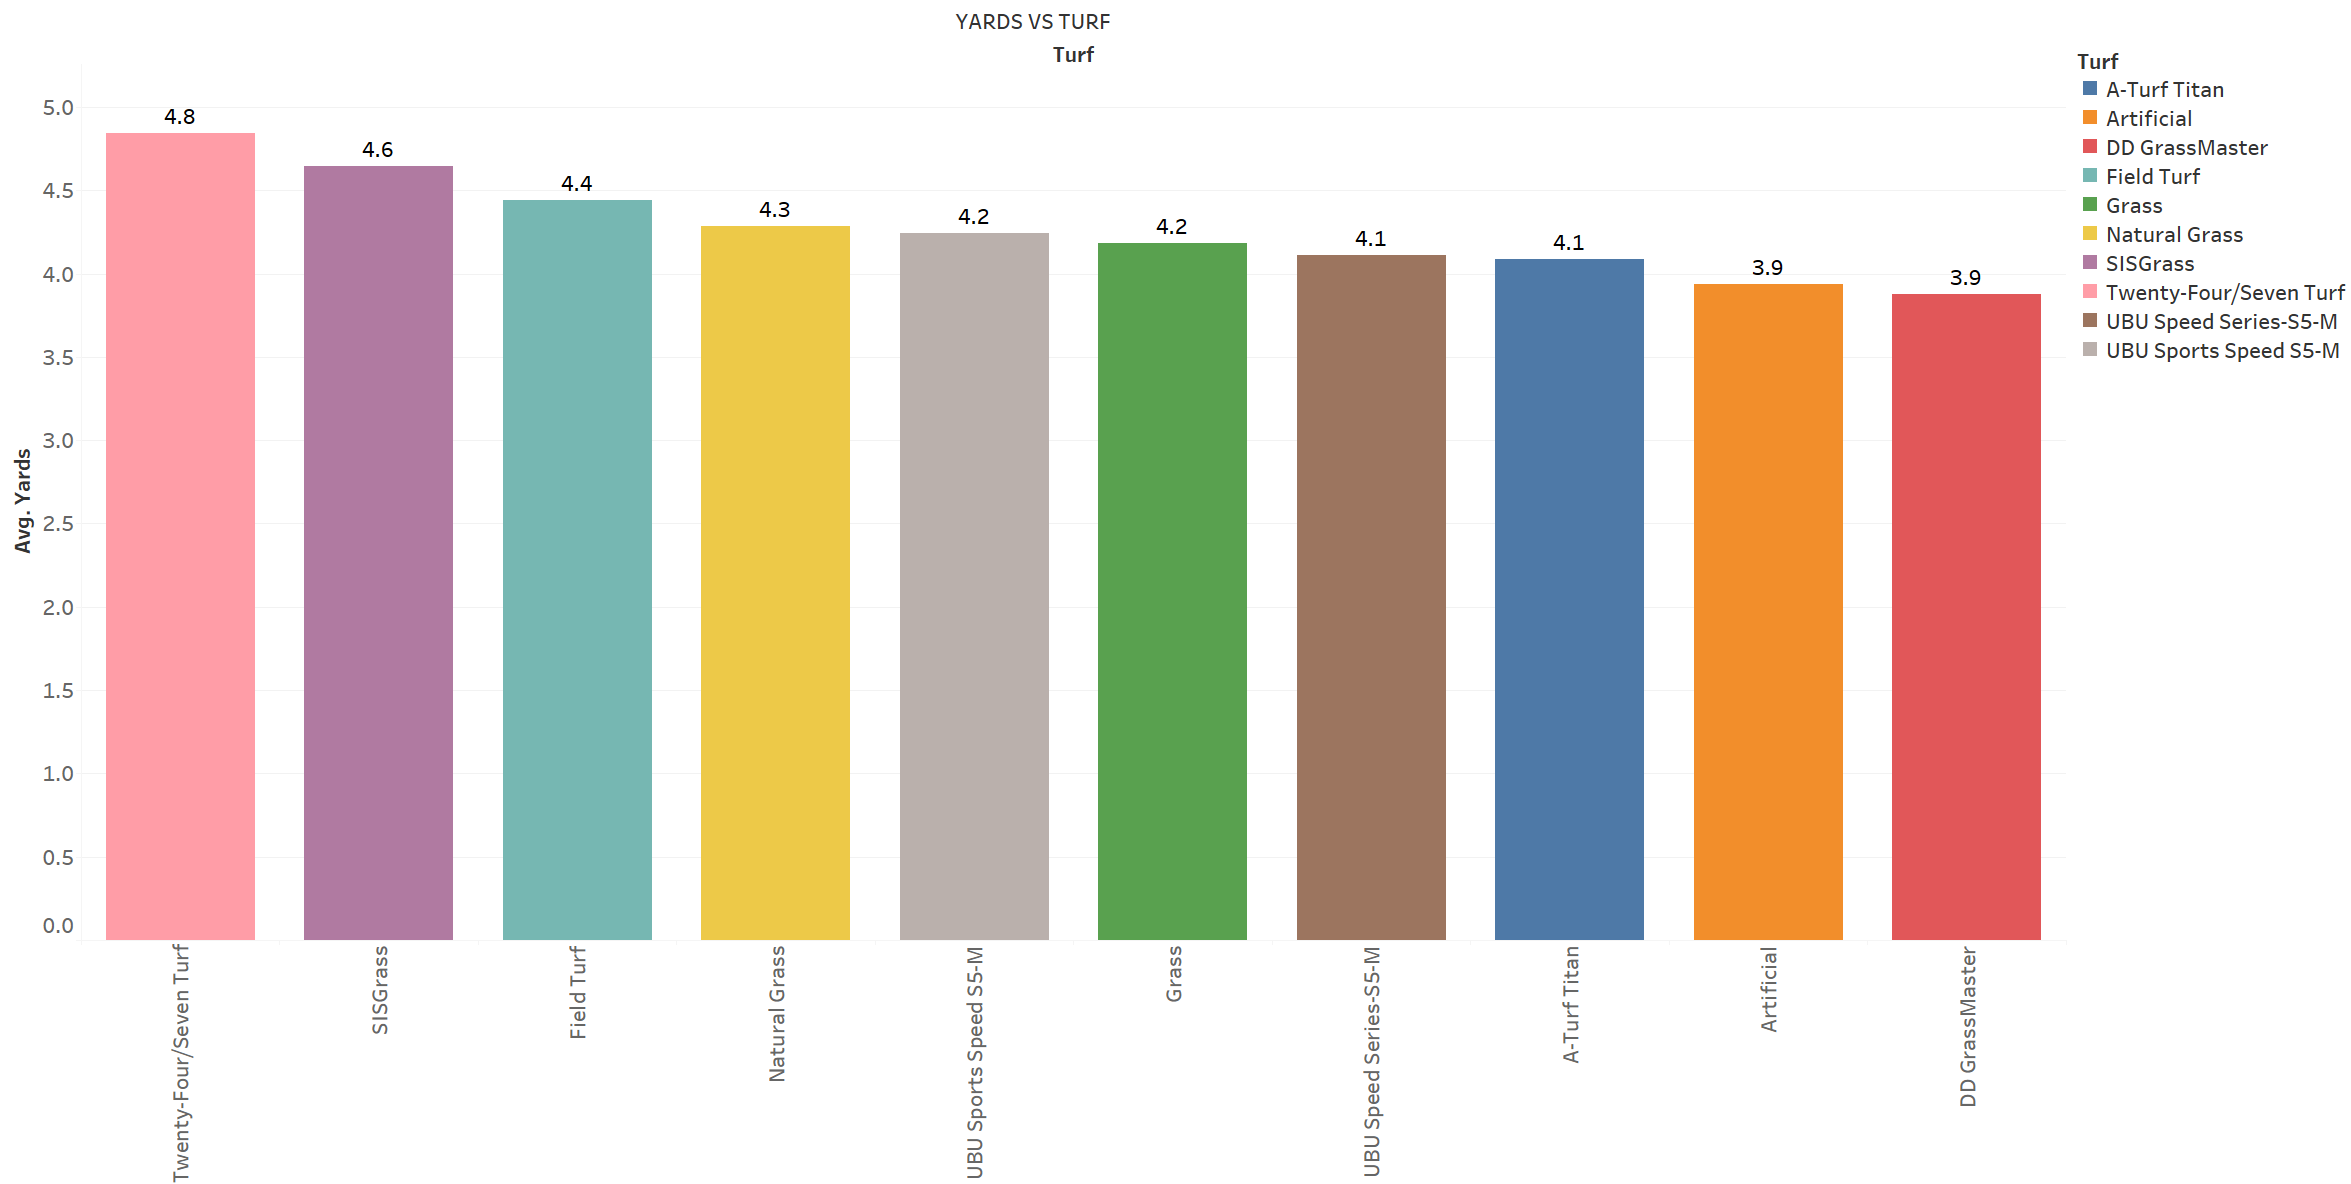 YARDS VS TURF
Turf
Avg. Yards
5.0
4.5
4.0
3.5
3.0
2.5
2.0
1.5
1.0
0.5
0.0
4.8
4.6
4.4
4.3
4.2
4.2
4.1
4.1
3.9
3.9
Twenty-Four/Seven Turf
SISGrass
Field Turf
Natural Grass
UBU Sports Speed S5-M
Grass
UBU Speed Series-S5-M
A-Turf Titan
Artificial
DD GrassMaster
Turf
A-Turf Titan
Artificial
DD GrassMaster
Field Turf
Grass
Natural Grass
SISGrass
Twenty-Four/Seven Turf
UBU Speed Series-S5-M
UBU Sports Speed S5-M